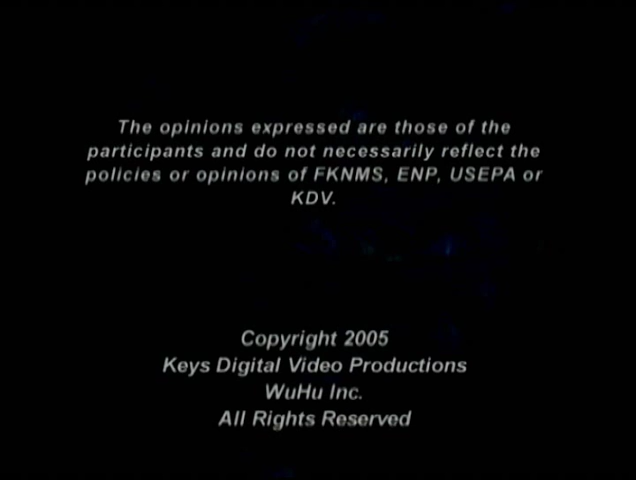 The opinions expressed are those of the
participants and do not necessarily reflect the
policies or opinions of FKNMS, ENP, USEPA or
KDV.
Copyright 2005
Keys Digital Video Productions
WuHu Inc.
All Rights Reserved